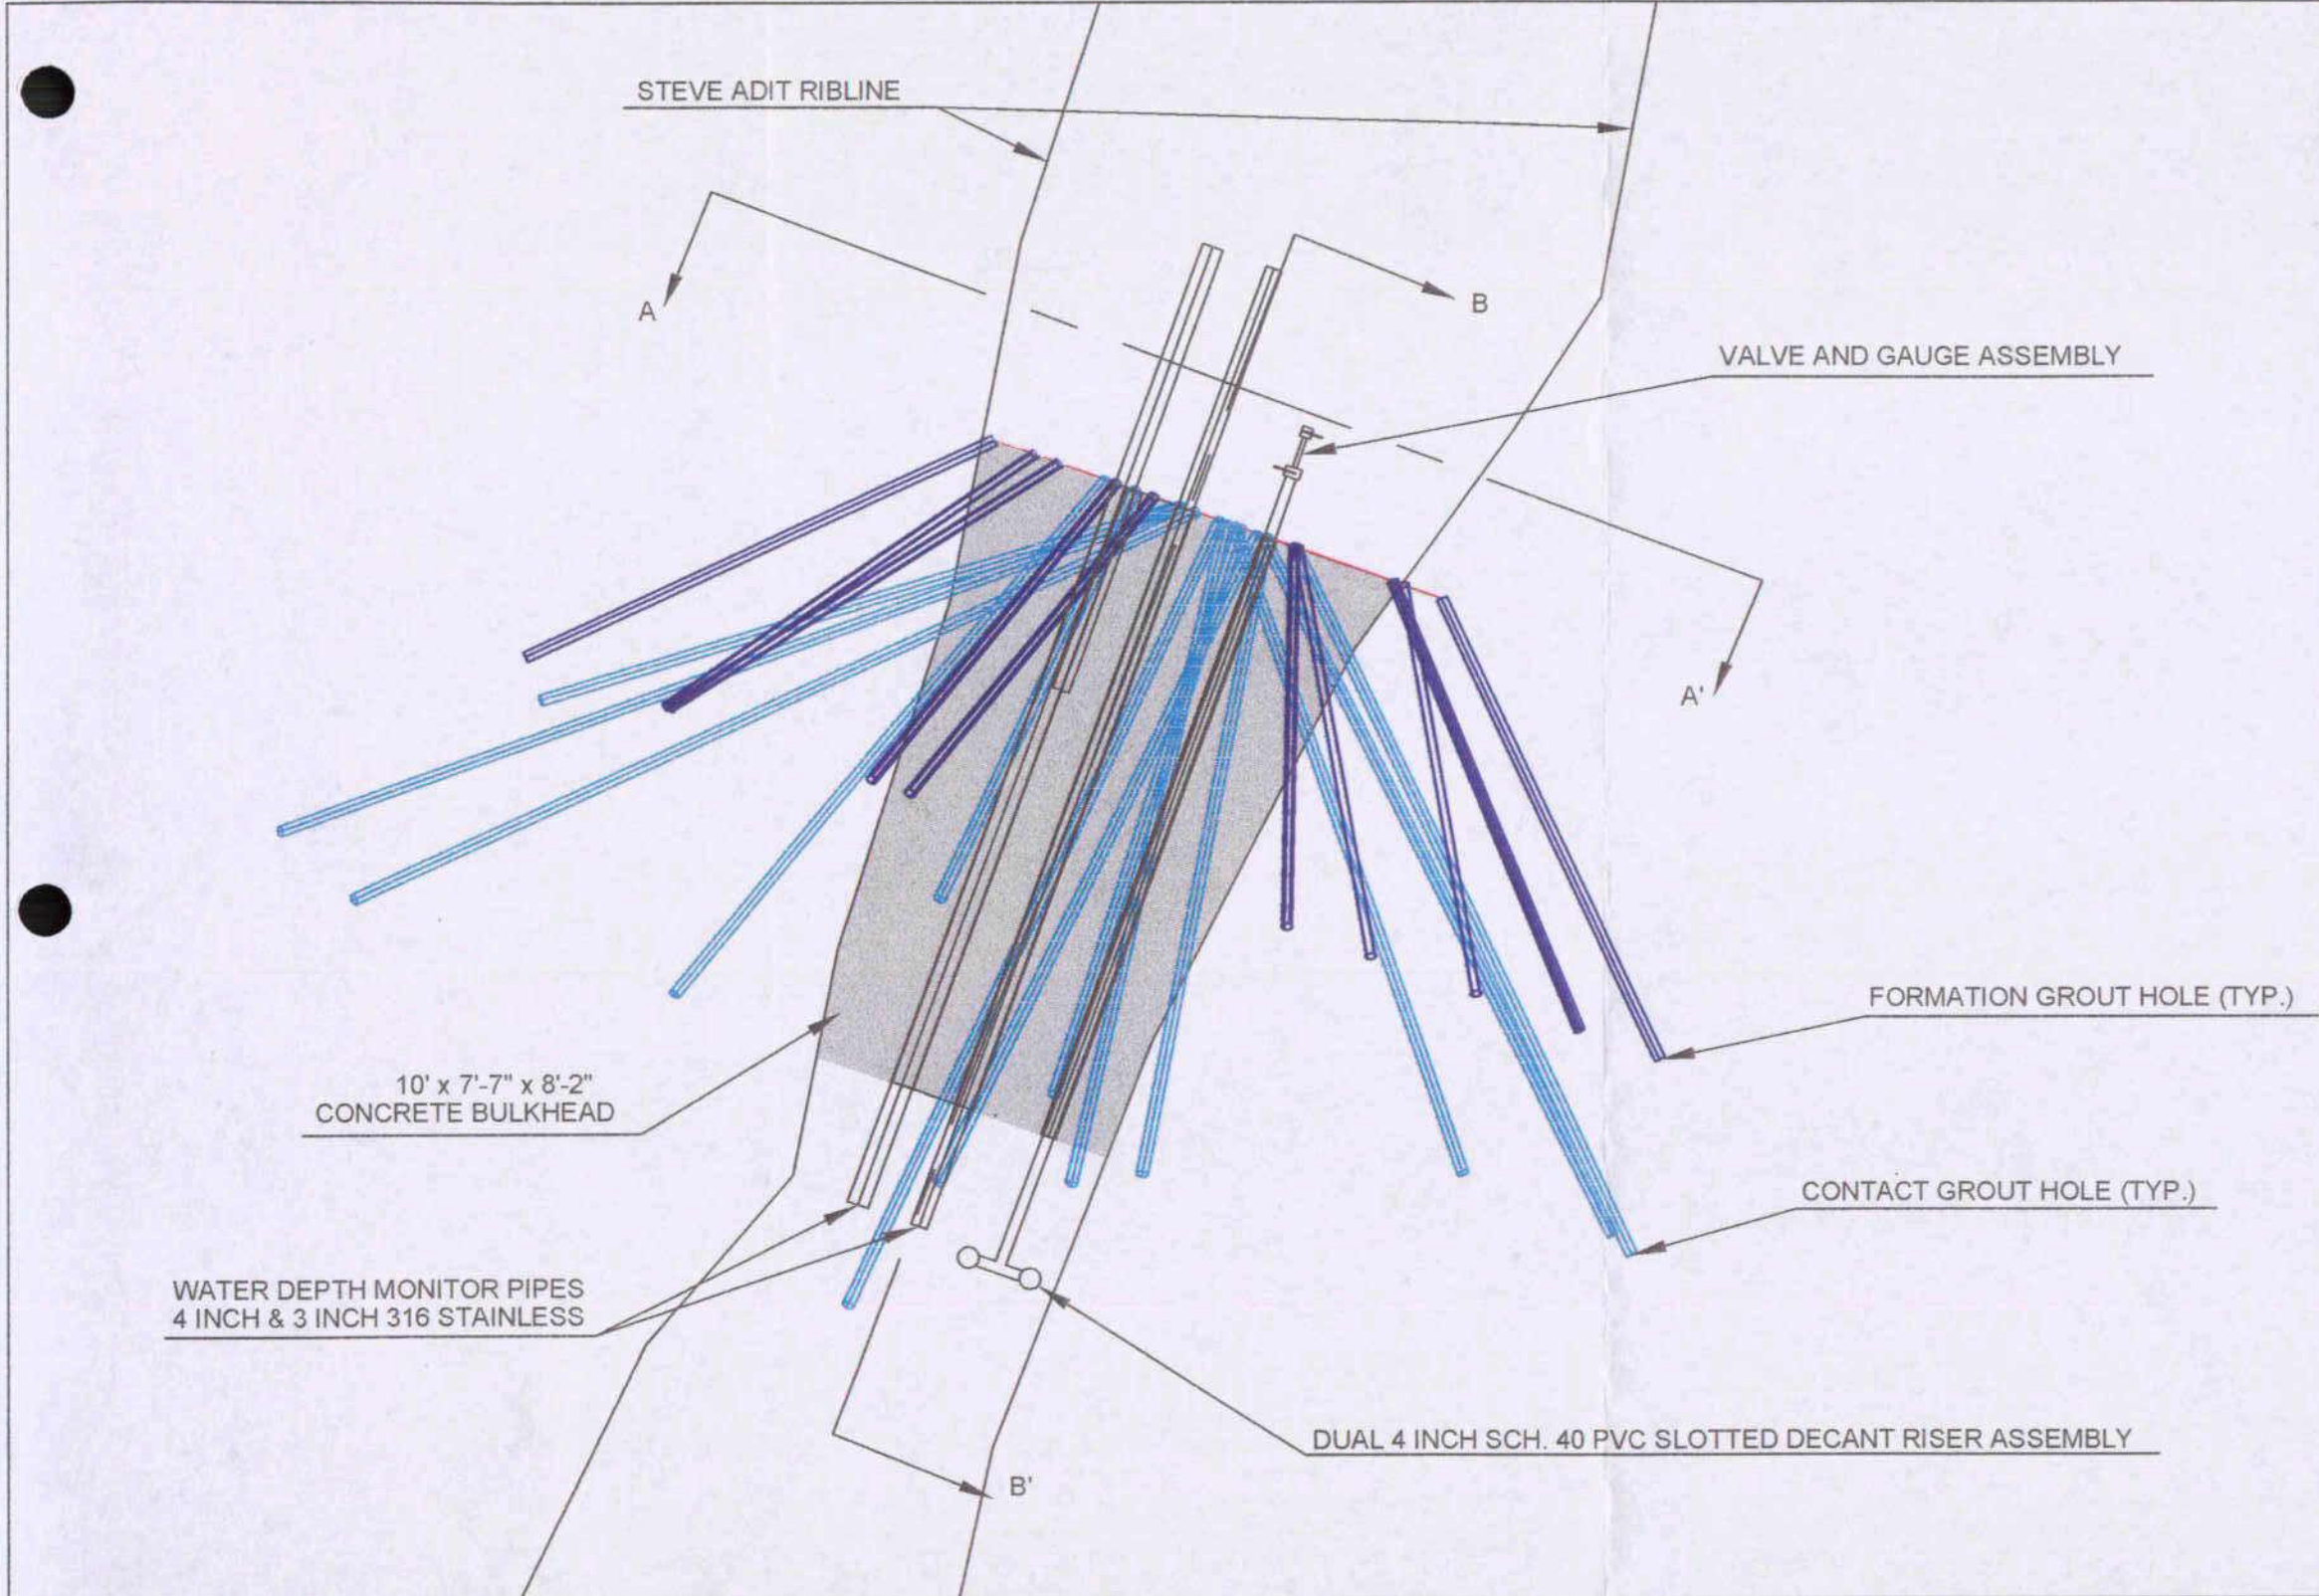 STEVE ADIT RIBLINE
A
B
VALVE AND GAUGE ASSEMBLY
A'
FORMATION GROUT HOLE (TYP.)
10' x 7'-7" x 8'-2"
CONCRETE BULKHEAD
CONTACT GROUT HOLE (TYP.)
WATER DEPTH MONITOR PIPES
4 INCH & 3 INCH 316 STAINLESS
DUAL 4 INCH SCH. 40 PVC SLOTTED DECANT RISER ASSEMBLY
B'